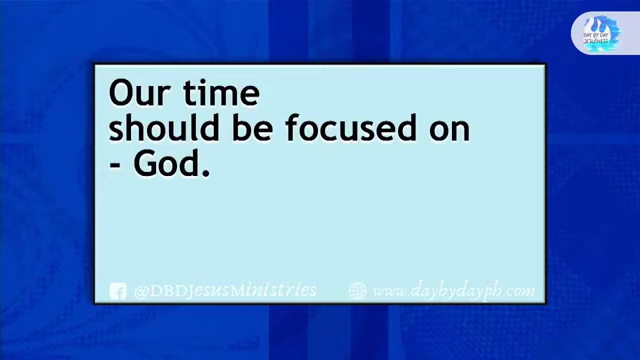 DAY BY DAY
Our time
should be focused on
- God.
@DBDJesusMinistries
www.daybydayph.com